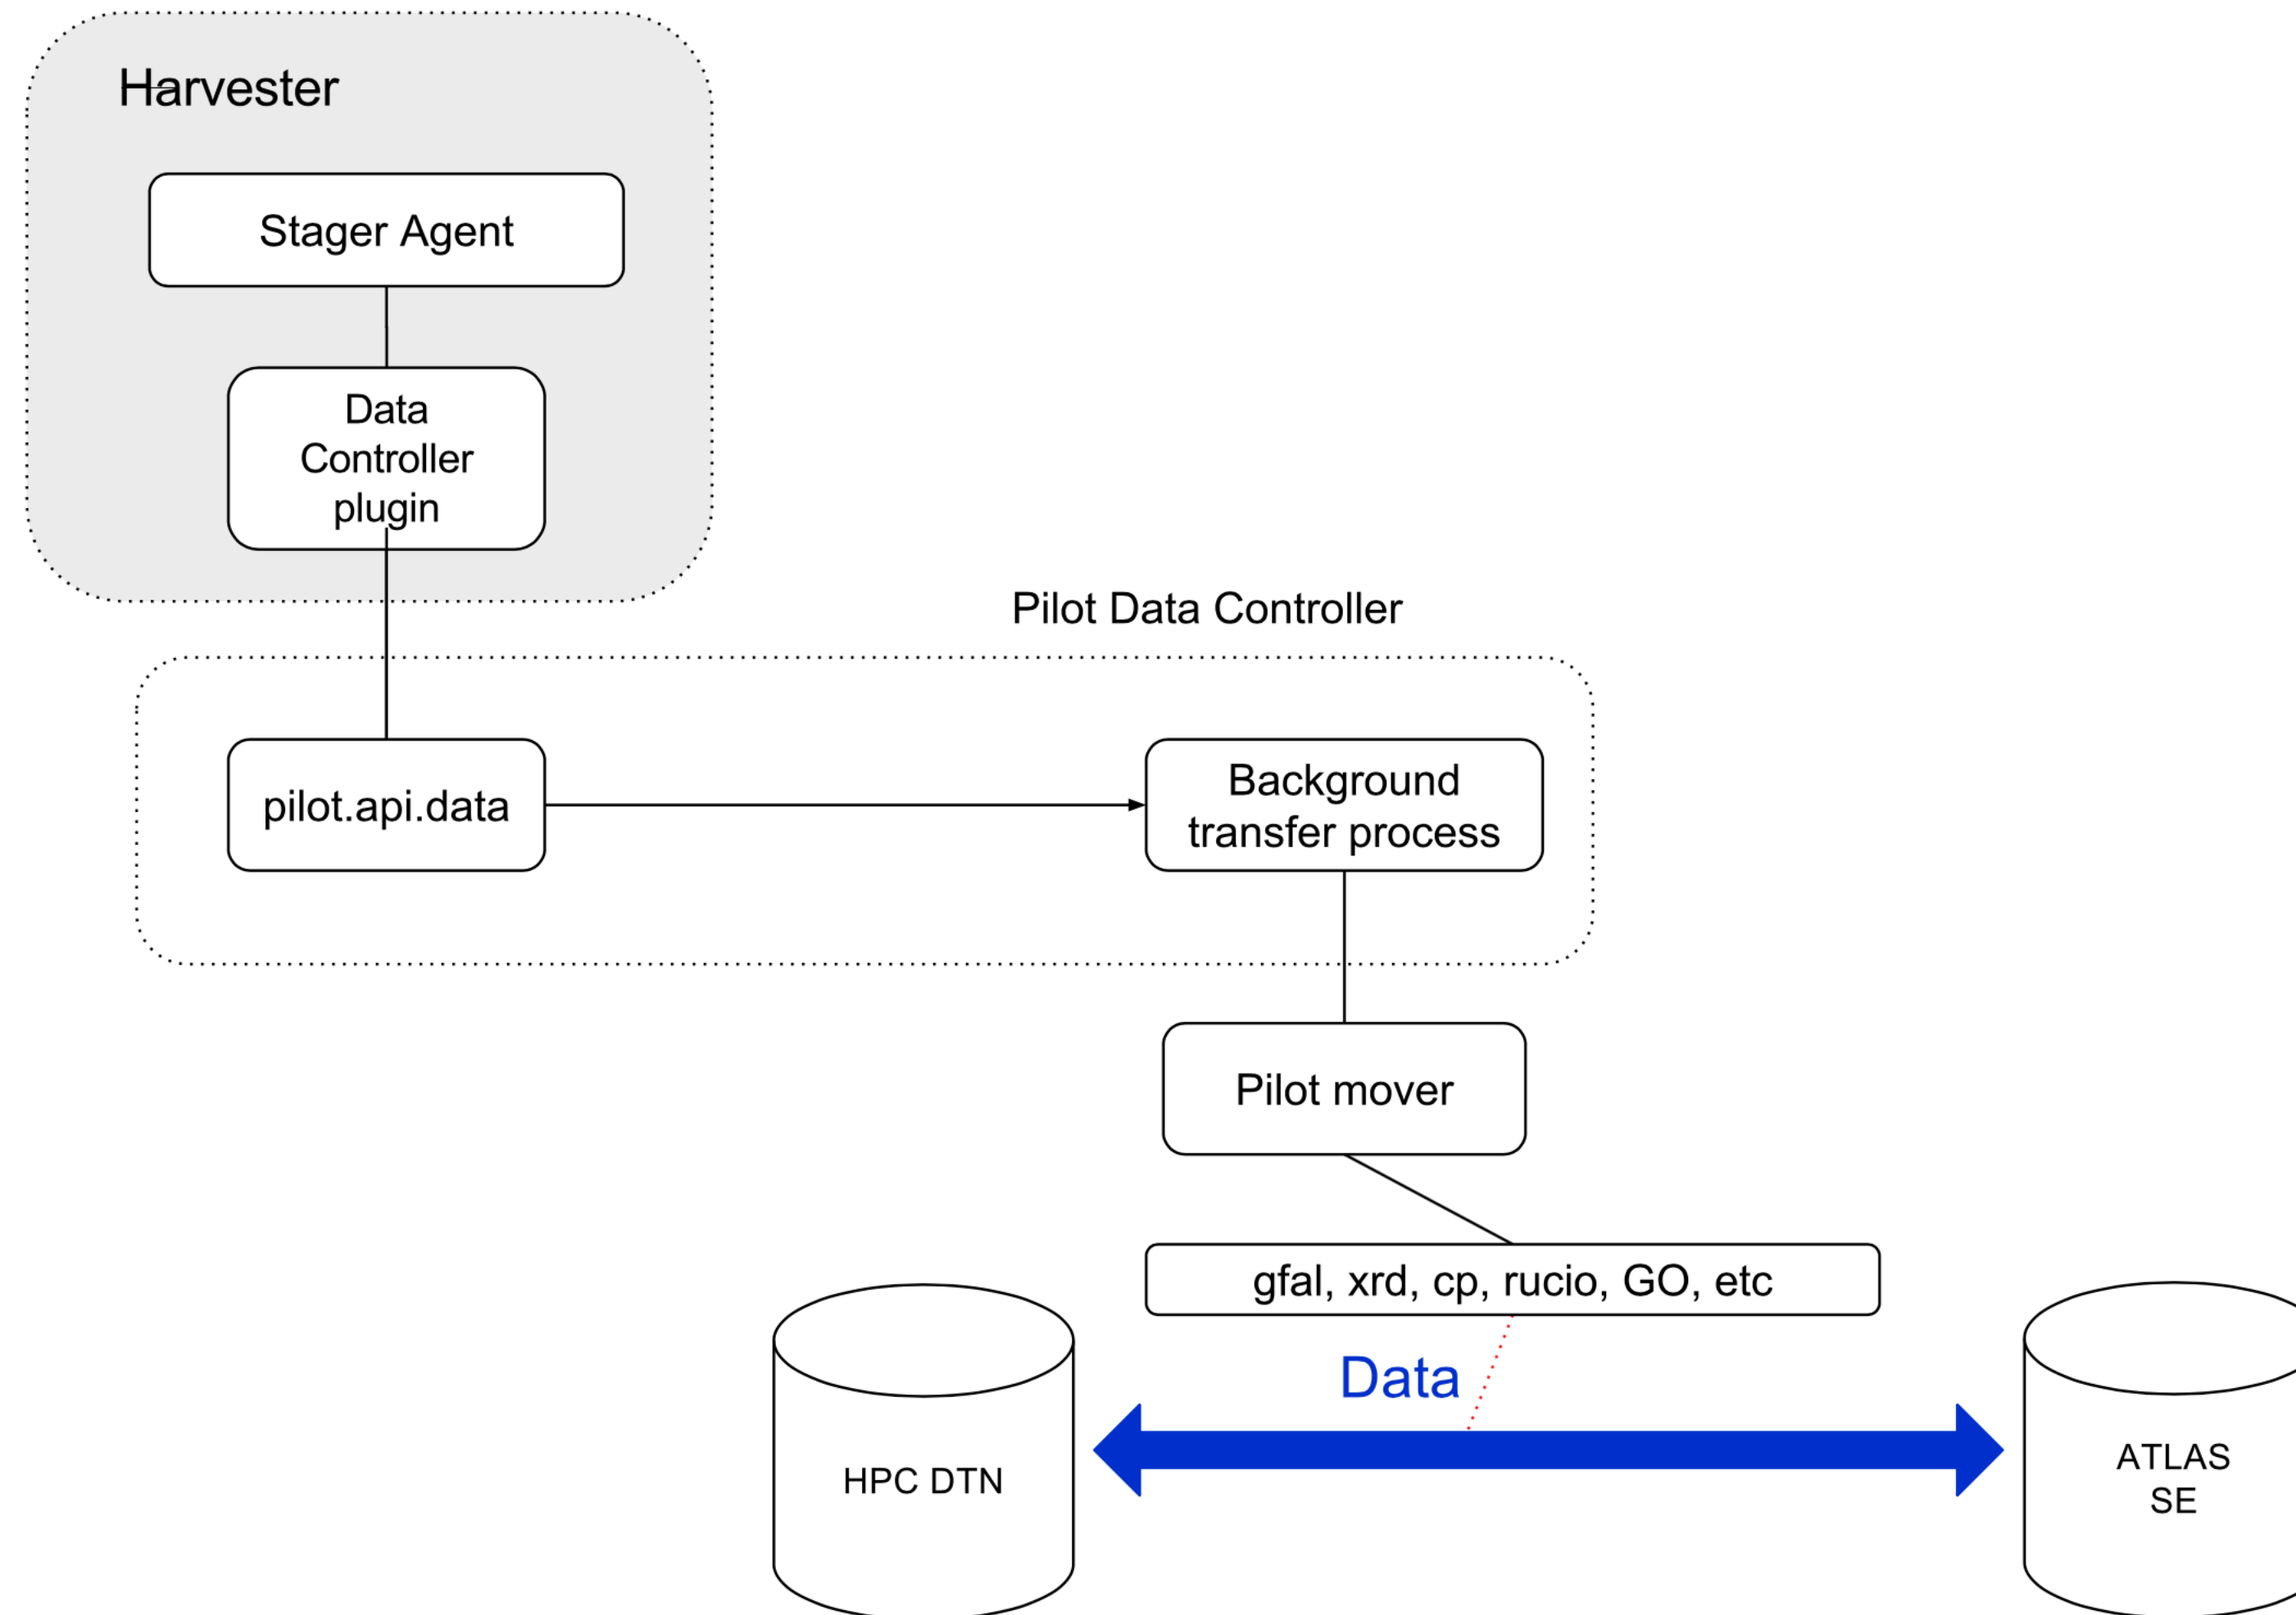 Harvester
Stager Agent
Data
Controller
plugin
Pilot Data Controller
pilot.api.data
Background
transfer process
Pilot mover
gfal, xrd, cp, rucio, GO, etc
Data
HPC DTN
ATLAS
SE